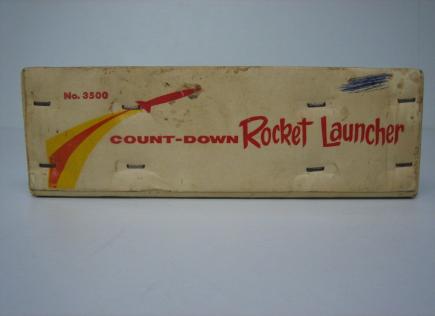 No. 3500
COUNT-DOWN Rocket Launcher